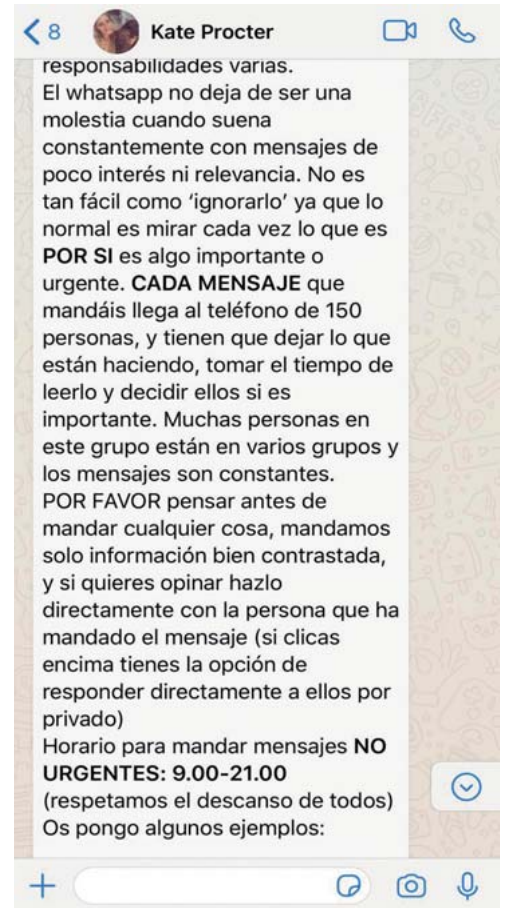 8 Kate Procter
responsabilidades varias.
El whatsapp no deja de ser una
molestia cuando suena
constantemente con mensajes de
poco interés ni relevancia. No es
tan fácil como ‘ignorarlo’ ya que lo
normal es mirar cada vez lo que es
POR SI es algo importante o
urgente. CADA MENSAJE que
mandáis llega al teléfono de 150
personas, y tienen que dejar lo que
están haciendo, tomar el tiempo de
leerlo y decidir ellos si es
importante. Muchas personas en
este grupo están en varios grupos y
los mensajes son constantes.
POR FAVOR pensar antes de
mandar cualquier cosa, mandamos
solo información bien contrastada,
y si quieres opinar hazlo
directamente con la persona que ha
mandado el mensaje (si clicas
encima tienes la opción de
responder directamente a ellos por
privado)
Horario para mandar mensajes NO
URGENTES: 9.00-21.00
(respetamos el descanso de todos)
Os pongo algunos ejemplos: